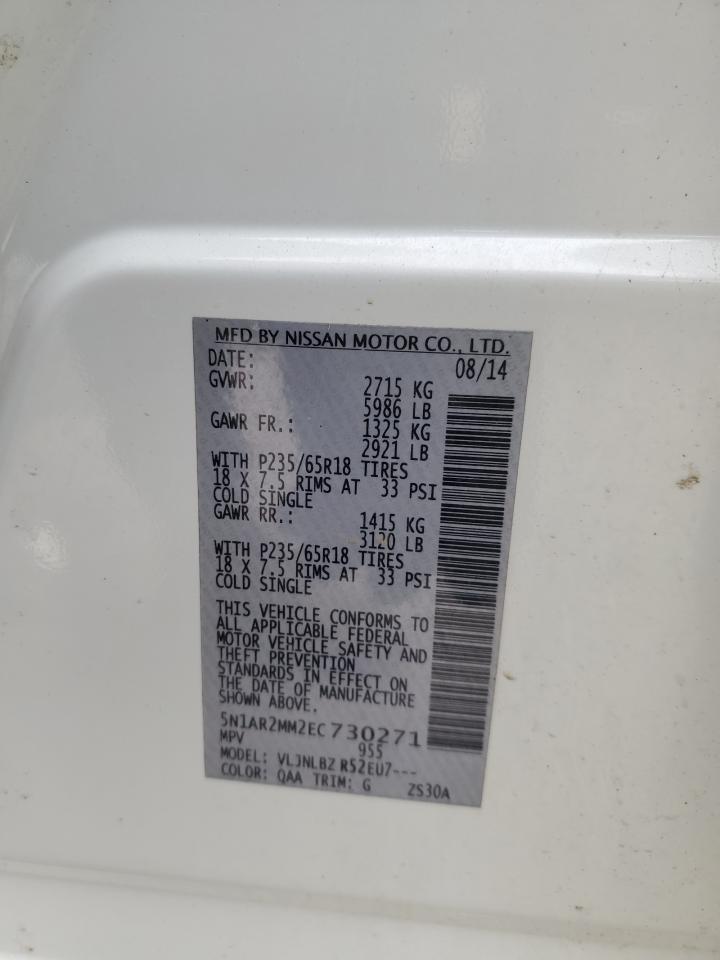 MFD BY NISSAN MOTOR CO., LTD.
DATE: 08/14
GVWR: 2715 KG
5986 LB
GAWR FR.: 1325 KG
2921 LB
WITH P235/65R18 TIRES
18 X 7.5 RIMS AT 33 PSI
COLD SINGLE
GAWR RR.: 1415 KG
3120 LB
WITH P235/65R18 TIRES
18 X 7.5 RIMS AT 33 PSI
COLD SINGLE
THIS VEHICLE CONFORMS TO
ALL APPLICABLE FEDERAL
MOTOR VEHICLE SAFETY AND
THEFT PREVENTION
STANDARDS IN EFFECT ON
THE DATE OF MANUFACTURE
SHOWN ABOVE.
5N1AR2MM2EC730271
MPV 955
MODEL: VLJNLBZ R52EU7---
COLOR: QAA TRIM: G ZS30A